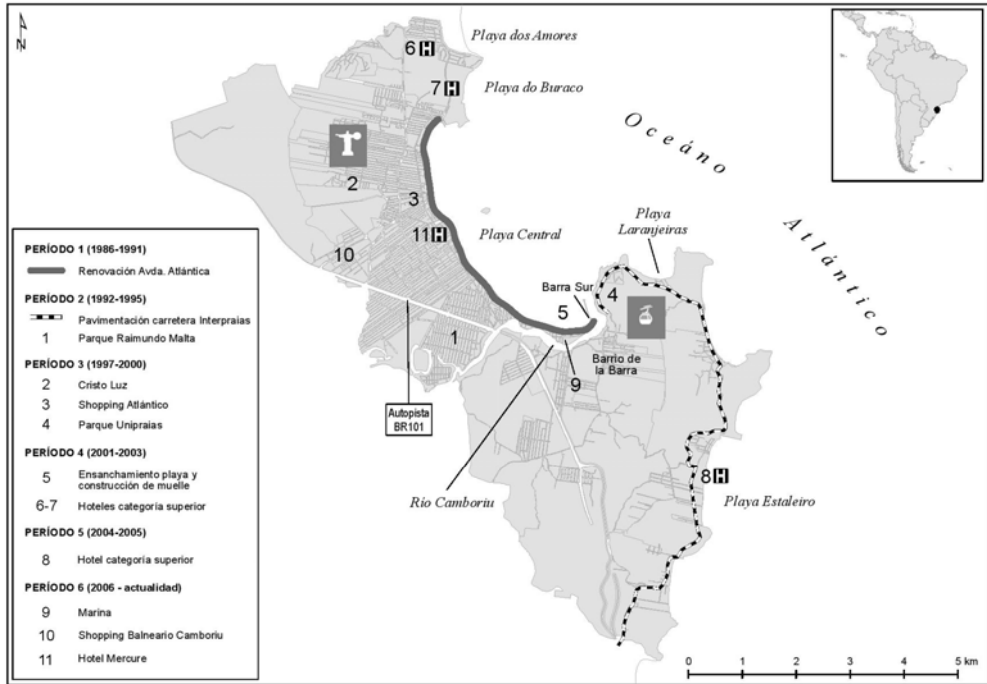 N
Playa dos Amores
6 H
7 H
Playa do Buraco
Oceáno
Atlántico
2
3
11 H
Playa Central
10
Playa
Laranjeiras
Barra Sur
4
5
1
Barrio de
la Barra
9
Autopista
BR101
Río Camboriu
8 H
Playa Estaleiro
PERÍODO 1 (1986-1991)
Renovación Avda. Atlántica
PERÍODO 2 (1992-1995)
Pavimentación carretera Interpraias
1 Parque Raimundo Malta
PERÍODO 3 (1997-2000)
2 Cristo Luz
3 Shopping Atlántico
4 Parque Unipraias
PERÍODO 4 (2001-2003)
5 Ensanchamiento playa y
construcción de muelle
6-7 Hoteles categoría superior
PERÍODO 5 (2004-2005)
8 Hotel categoría superior
PERÍODO 6 (2006 - actualidad)
9 Marina
10 Shopping Balneario Camboriu
11 Hotel Mercure
0 1 2 3 4 5 km